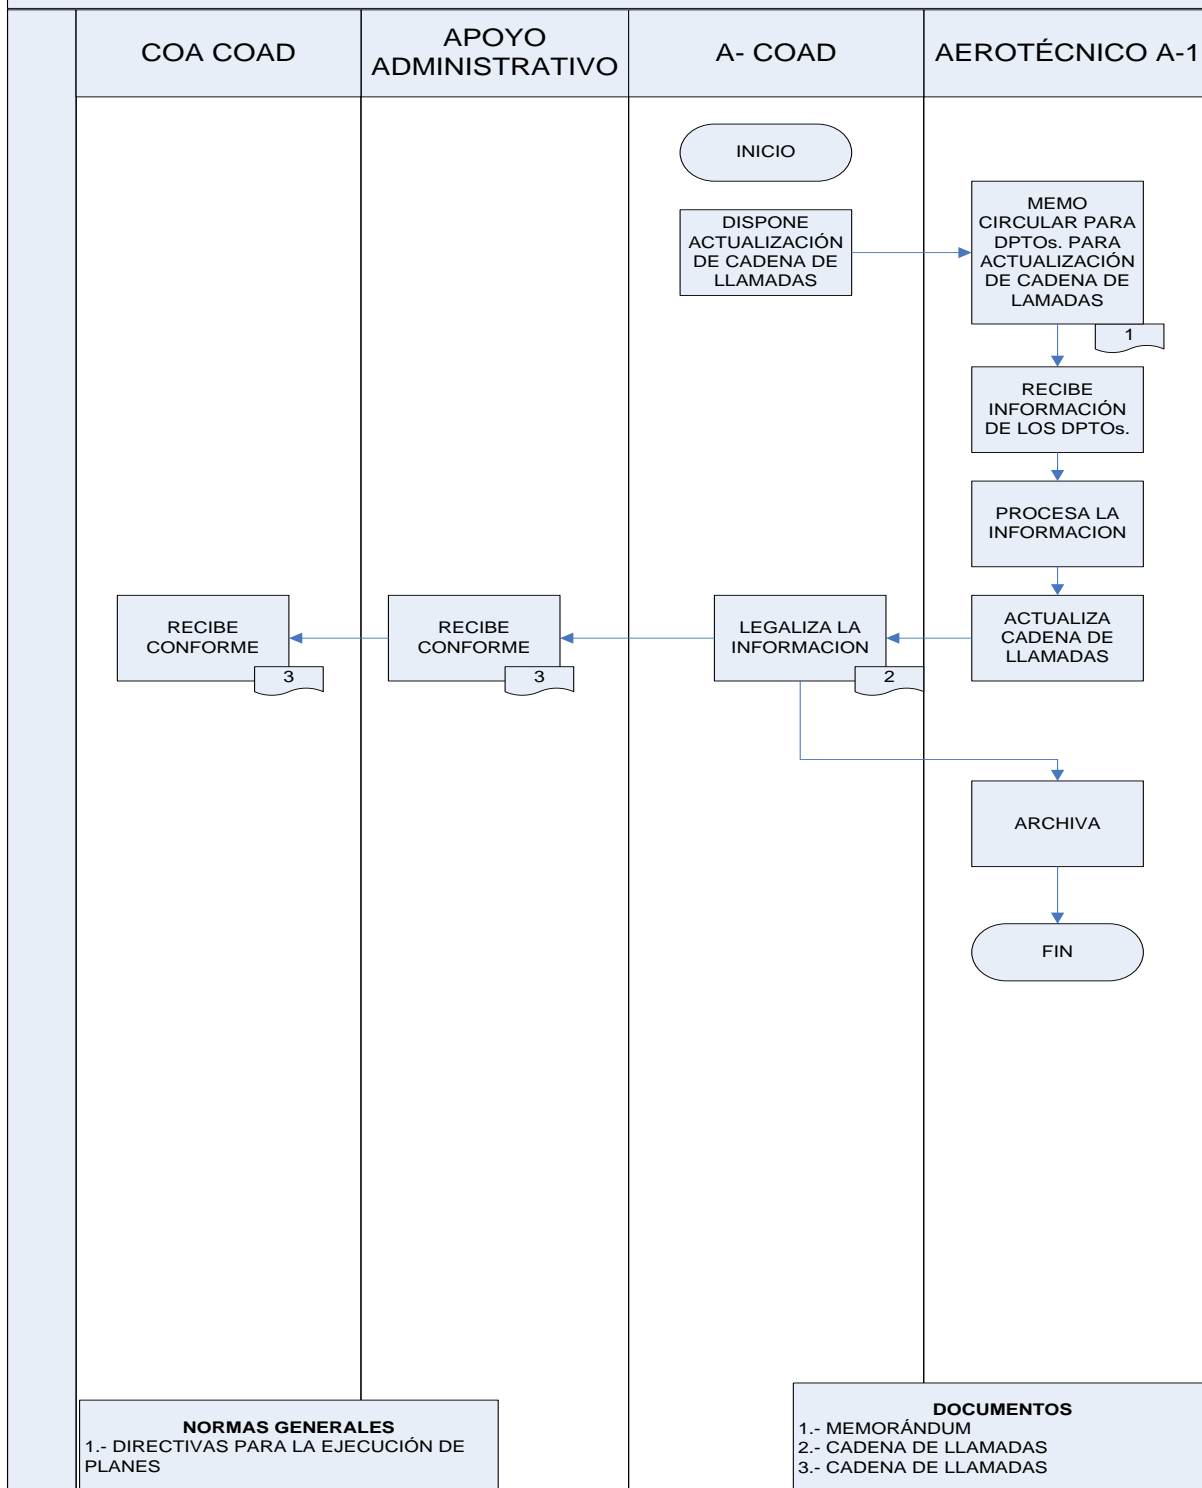 COA COAD
APOYO
ADMINISTRATIVO
A- COAD
AEROTÉCNICO A-1
INICIO
DISPONE
ACTUALIZACIÓN
DE CADENA DE
LLAMADAS
MEMO
CIRCULAR PARA
DPTOs. PARA
ACTUALIZACIÓN
DE CADENA DE
LAMADAS
1
RECIBE
INFORMACIÓN
DE LOS DPTOs.
PROCESA LA
INFORMACION
RECIBE
CONFORME
3
RECIBE
CONFORME
3
LEGALIZA LA
INFORMACION
2
ACTUALIZA
CADENA DE
LLAMADAS
ARCHIVA
FIN
NORMAS GENERALES
1.- DIRECTIVAS PARA LA EJECUCIÓN DE
PLANES
DOCUMENTOS
1.- MEMORÁNDUM
2.- CADENA DE LLAMADAS
3.- CADENA DE LLAMADAS